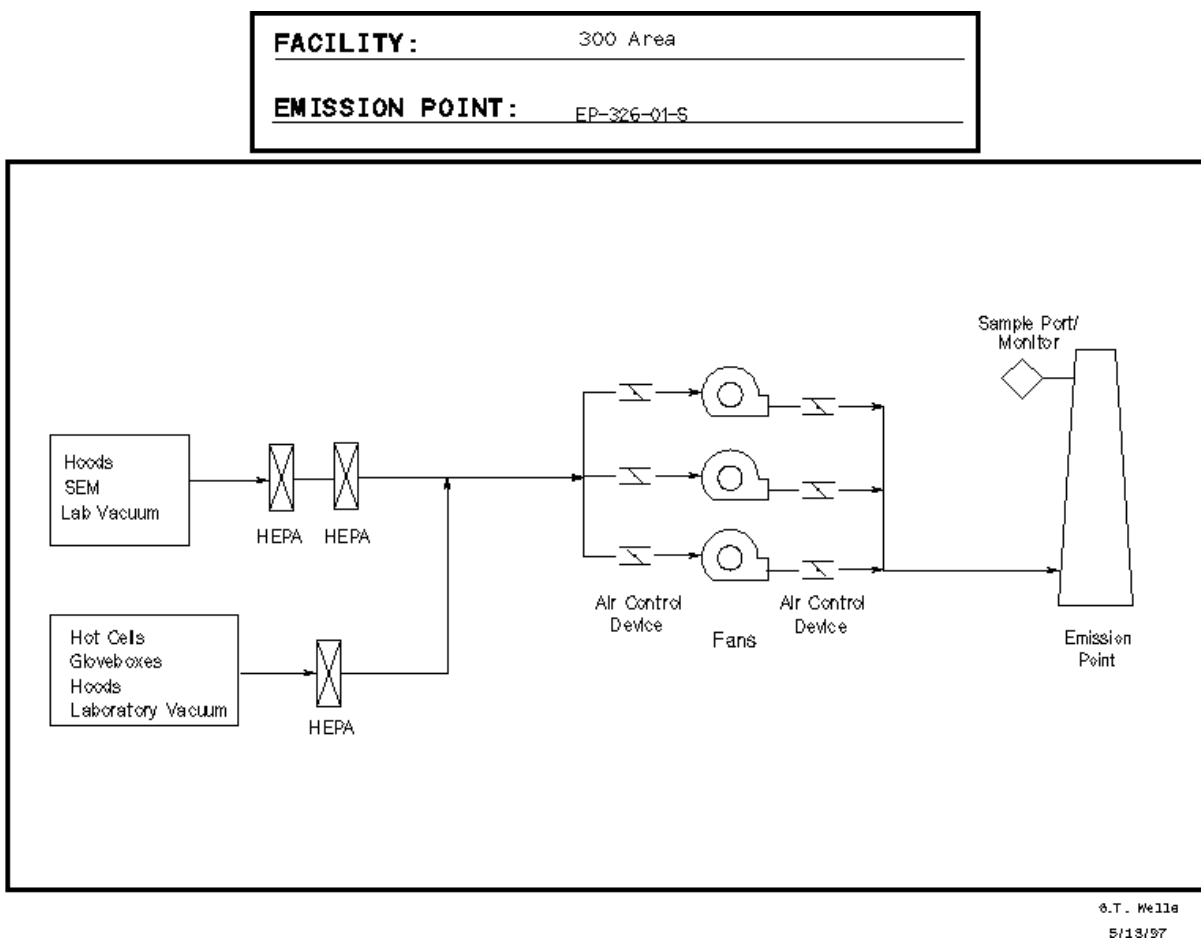 FACILITY: 300 Area
EMISSION POINT: EP-326-01-S
Sample Port/
Monitor
Hoods
SEM
Lab Vacuum
HEPA HEPA
Air Control
Device
Fans
Air Control
Device
Emission
Point
Hot Cells
Gloveboxes
Hoods
Laboratory Vacuum
HEPA
G.T. Wells
5/13/97